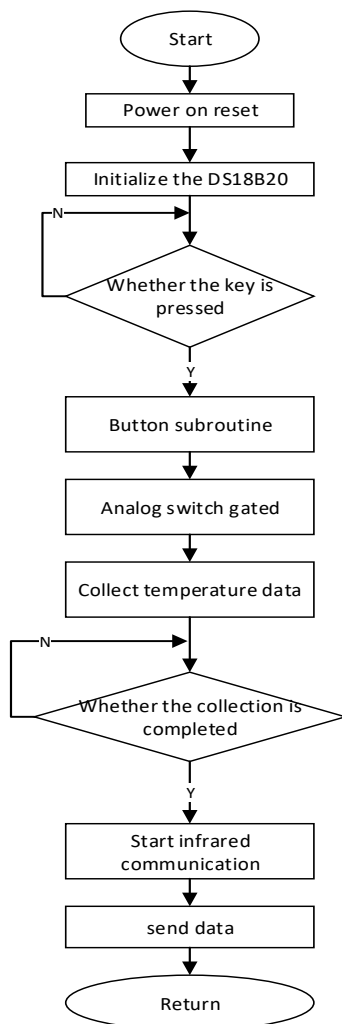 Start
Power on reset
Initialize the DS18B20
N
Whether the key is
pressed
Y
Button subroutine
Analog switch gated
Collect temperature data
N
Whether the collection is
completed
Y
Start infrared
communication
send data
Return